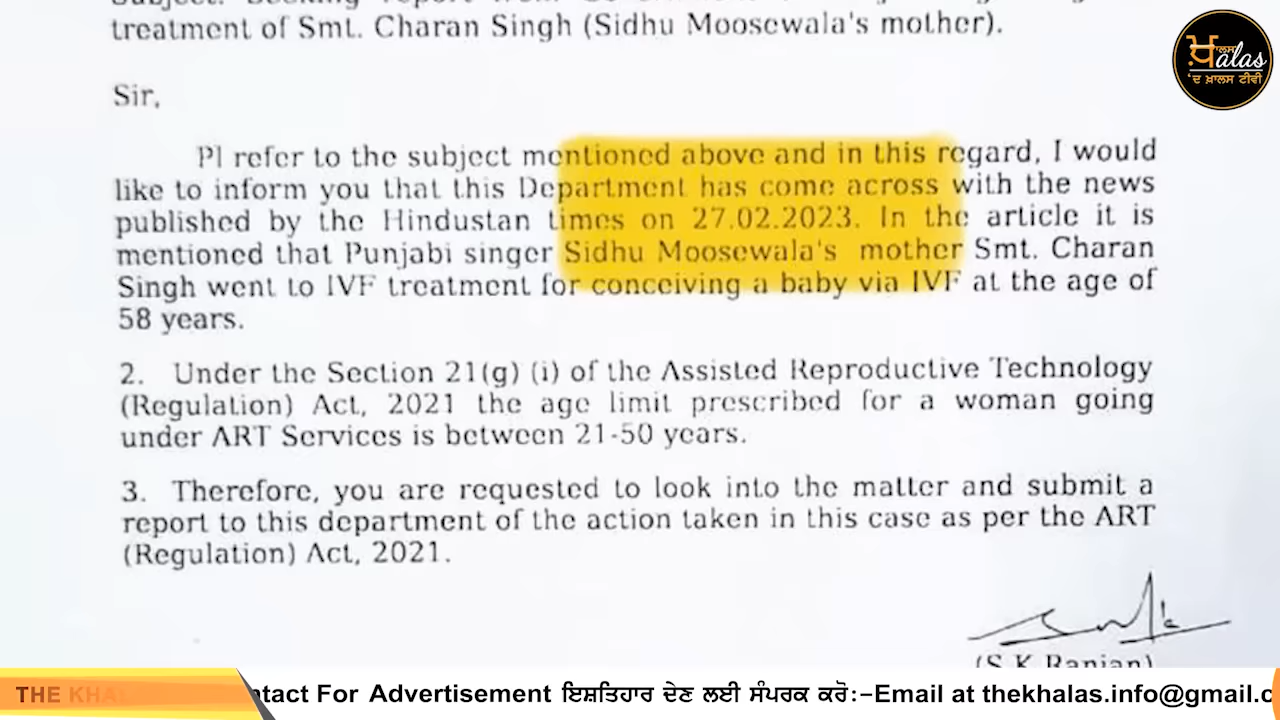 treatment of Smt. Charan Singh (Sidhu Moosewala's mother).
ਖ਼ਾਲਸ
alas
'ਦ ਖ਼ਾਲਸ ਟੀਵੀ
Sir,
Pl refer to the subject mentioned above and in this regard, I would
like to inform you that this Department has come across with the news
published by the Hindustan times on 27.02.2023. In the article it is
mentioned that Punjabi singer Sidhu Moosewala's mother Smt. Charan
Singh went to IVF treatment for conceiving a baby via IVF at the age of
58 years.
2. Under the Section 21(g) (i) of the Assisted Reproductive Technology
(Regulation) Act, 2021 the age limit prescribed for a woman going
under ART Services is between 21-50 years.
3. Therefore, you are requested to look into the matter and submit a
report to this department of the action taken in this case as per the ART
(Regulation) Act, 2021.
(S K Ranjan)
THE KHA ntact For Advertisement ਇਸ਼ਤਿਹਾਰ ਦੇਣ ਲਈ ਸੰਪਰਕ ਕਰੋ:-Email at thekhalas.info@gmail.c